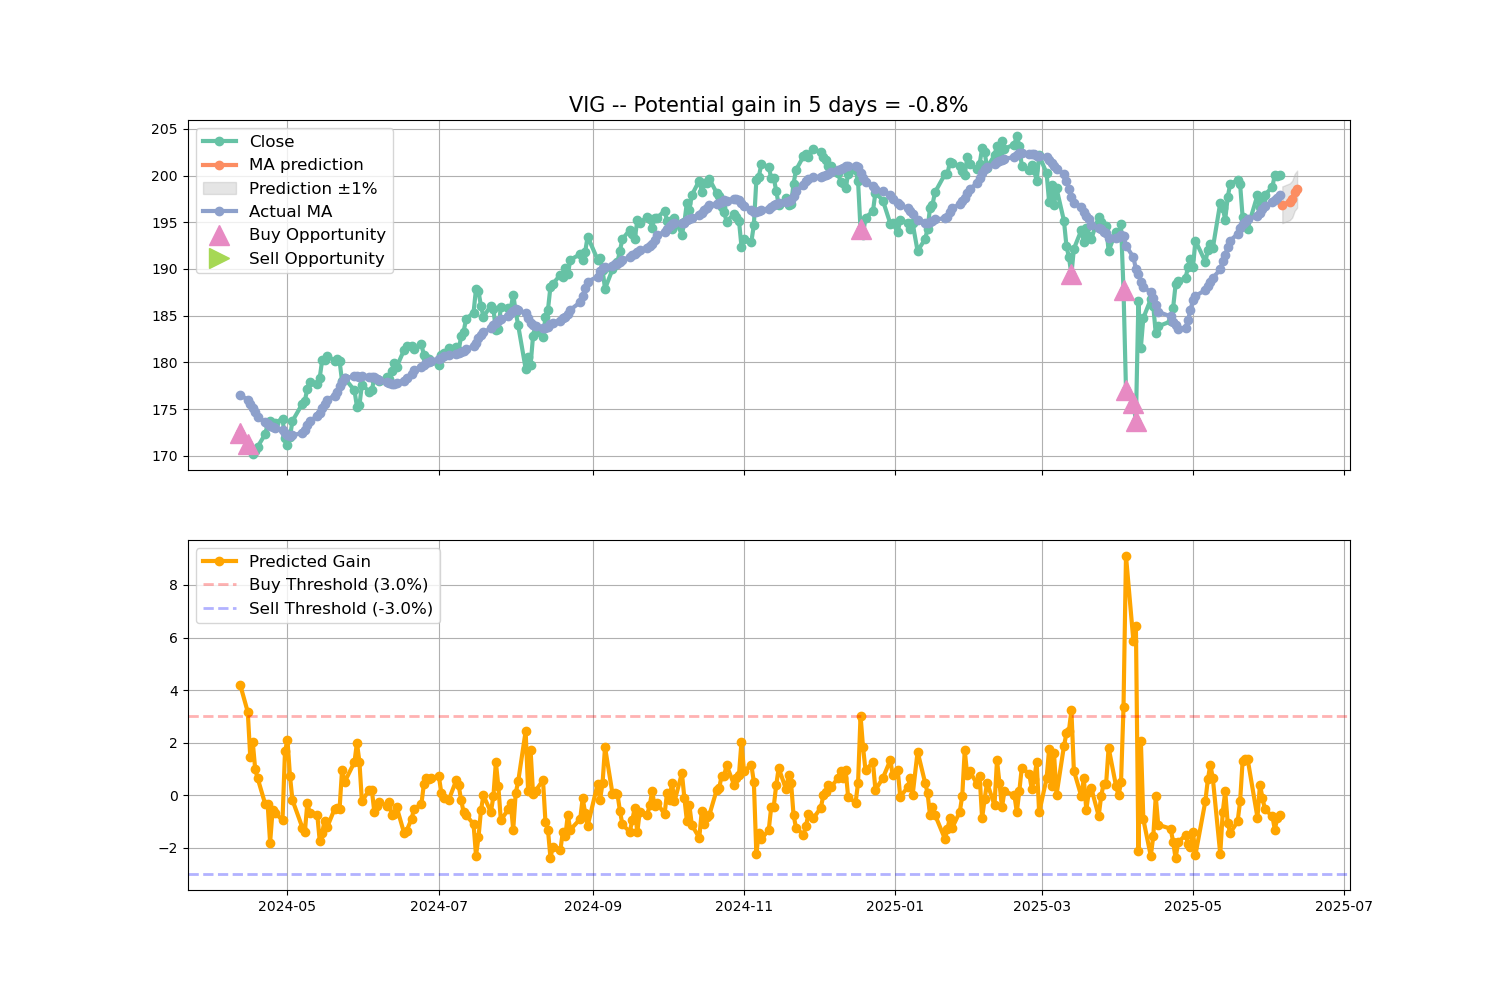 VIG -- Potential gain in 5 days = -0.8%
205
200
195
190
185
180
175
170
Close
MA prediction
Prediction ±1%
Actual MA
Buy Opportunity
Sell Opportunity
8
6
4
2
0
−2
Predicted Gain
Buy Threshold (3.0%)
Sell Threshold (-3.0%)
2024-05
2024-07
2024-09
2024-11
2025-01
2025-03
2025-05
2025-07